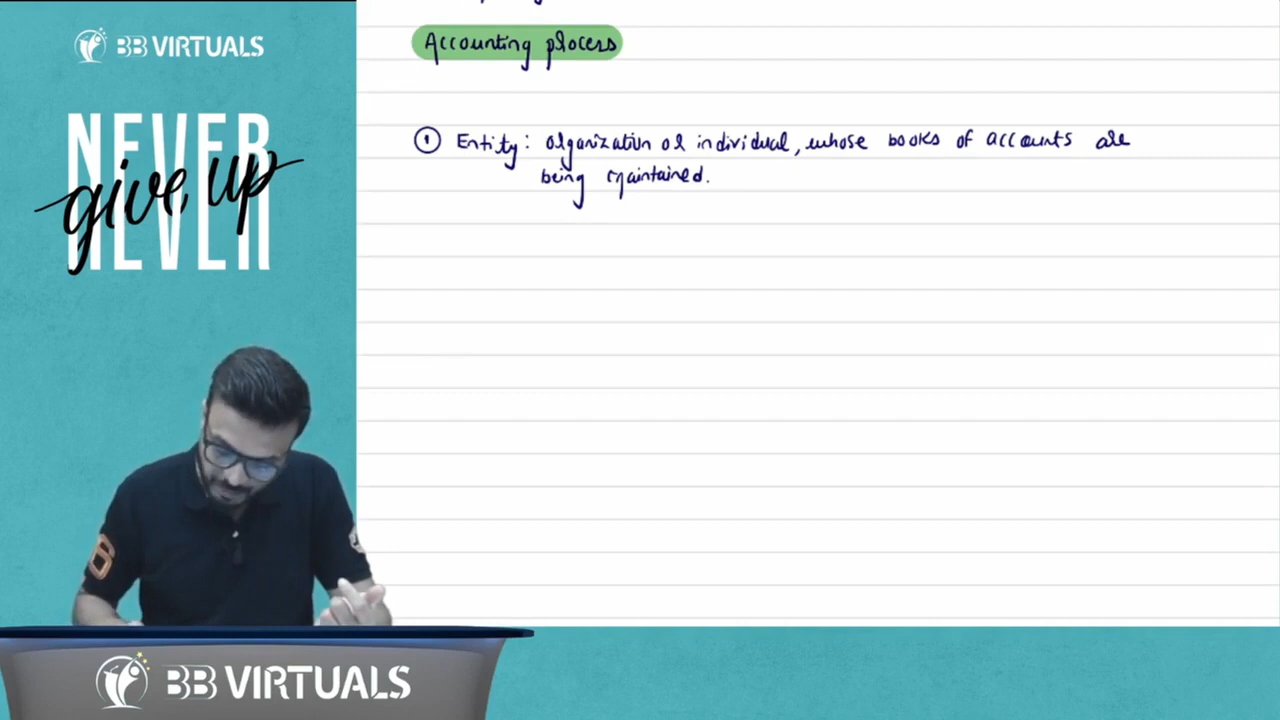 BB VIRTUALS
NEVER
give up
NEVER
Accounting process
① Entity: organization or individual, whose books of accounts are
being maintained.
6
BB VIRTUALS